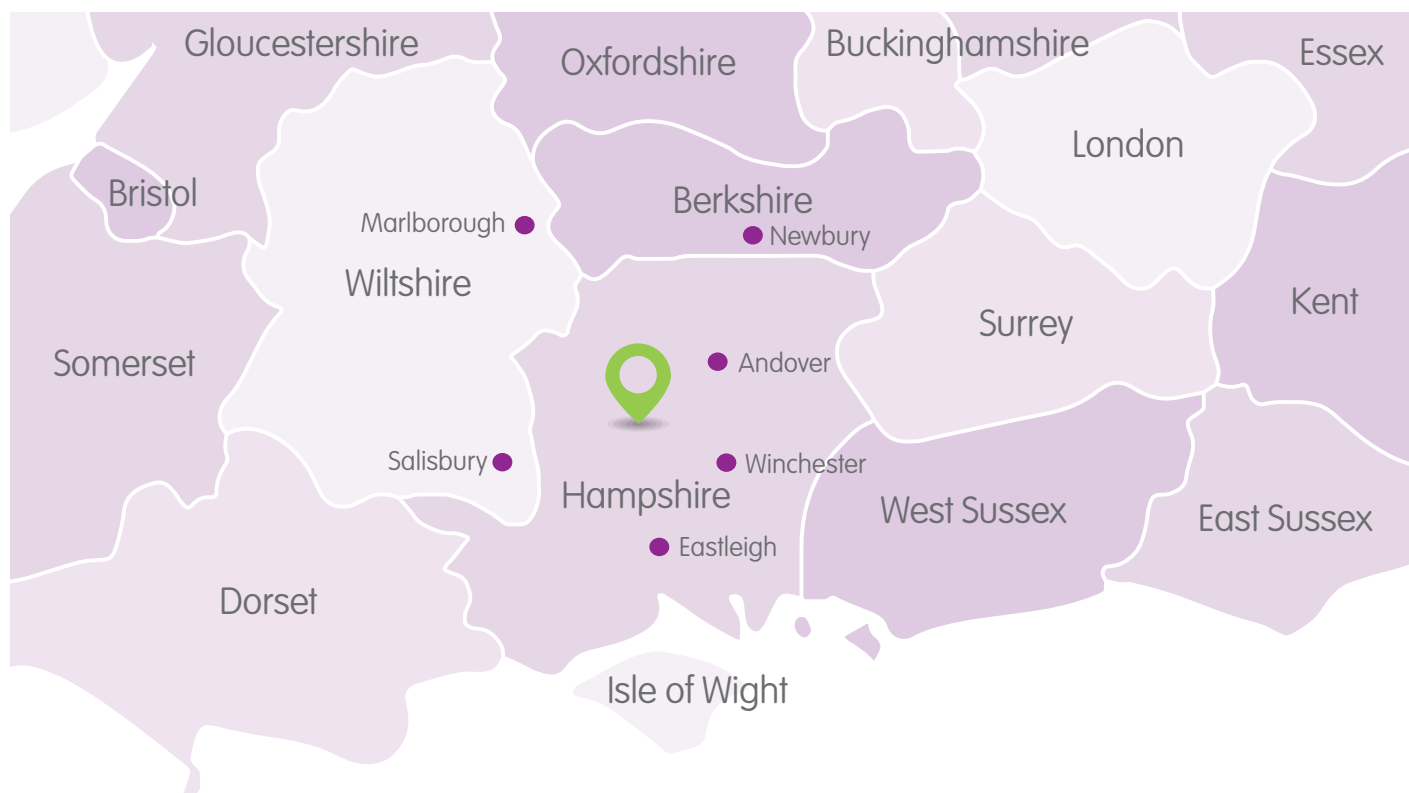 Gloucestershire
Oxfordshire
Buckinghamshire
Essex
London
Bristol
Berkshire
Marlborough
Newbury
Wiltshire
Kent
Surrey
Somerset
Andover
Salisbury
Winchester
Hampshire
West Sussex
East Sussex
Eastleigh
Dorset
Isle of Wight